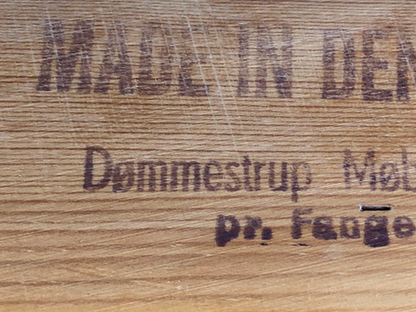 MADE IN DEN
Dømmestrup Møb
pr. Fauge